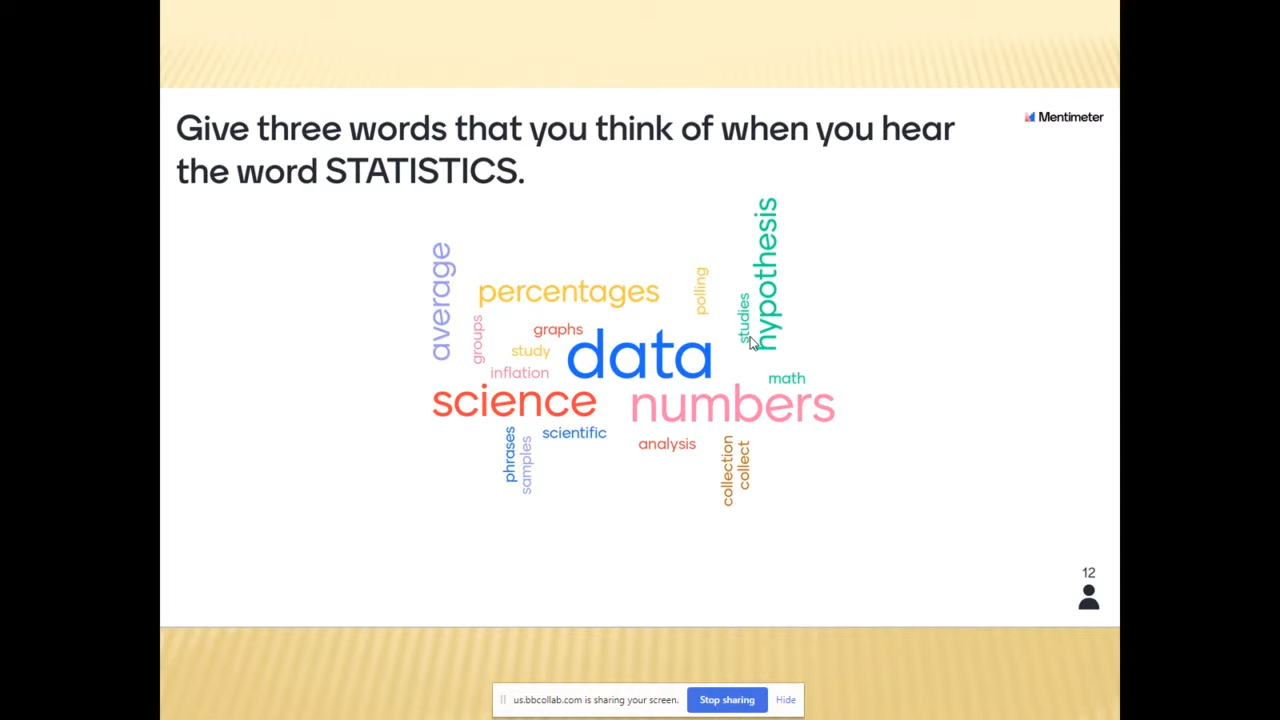 Give three words that you think of when you hear
the word STATISTICS.
Mentimeter
average
percentages
polling
hypothesis
groups
graphs
studies
study
data
inflation
math
science
numbers
phrases
samples
scientific
analysis
collection
collect
12
us.bbcollab.com is sharing your screen.
Stop sharing
Hide